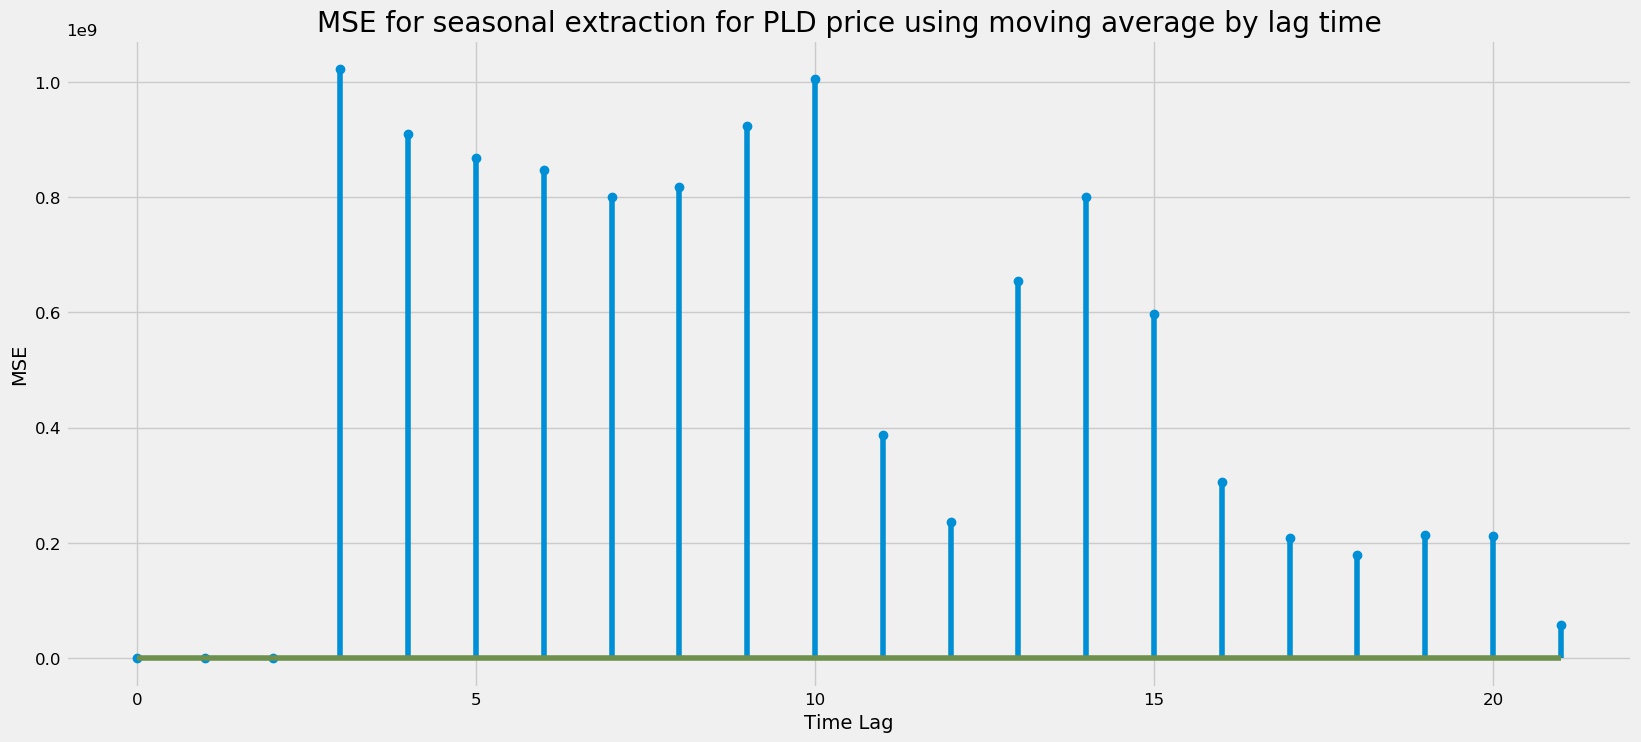 MSE for seasonal extraction for PLD price using moving average by lag time
1e9
1.0
0.8
0.6
0.4
0.2
0.0
MSE
0 5 10 15 20
Time Lag